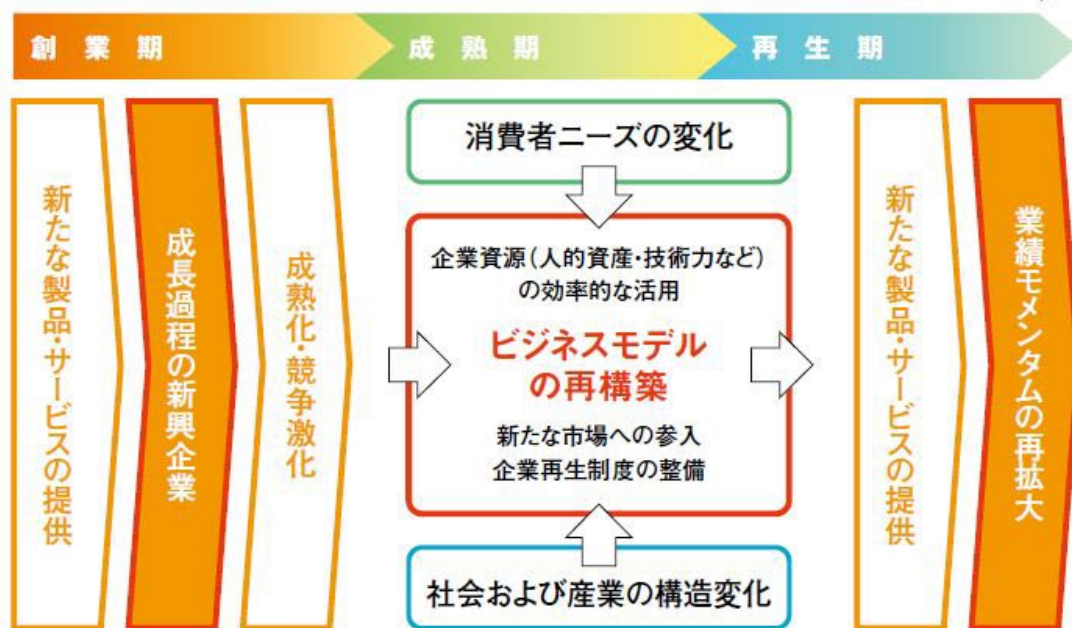 創業期
成熟期
再生期
新たな製品・サービスの提供
成長過程の新興企業
成熟化・競争激化
消費者ニーズの変化
企業資源(人的資産・技術力など)
の効率的な活用
ビジネスモデル
の再構築
新たな市場への参入
企業再生制度の整備
社会および産業の構造変化
新たな製品・サービスの提供
業績モメンタムの再拡大